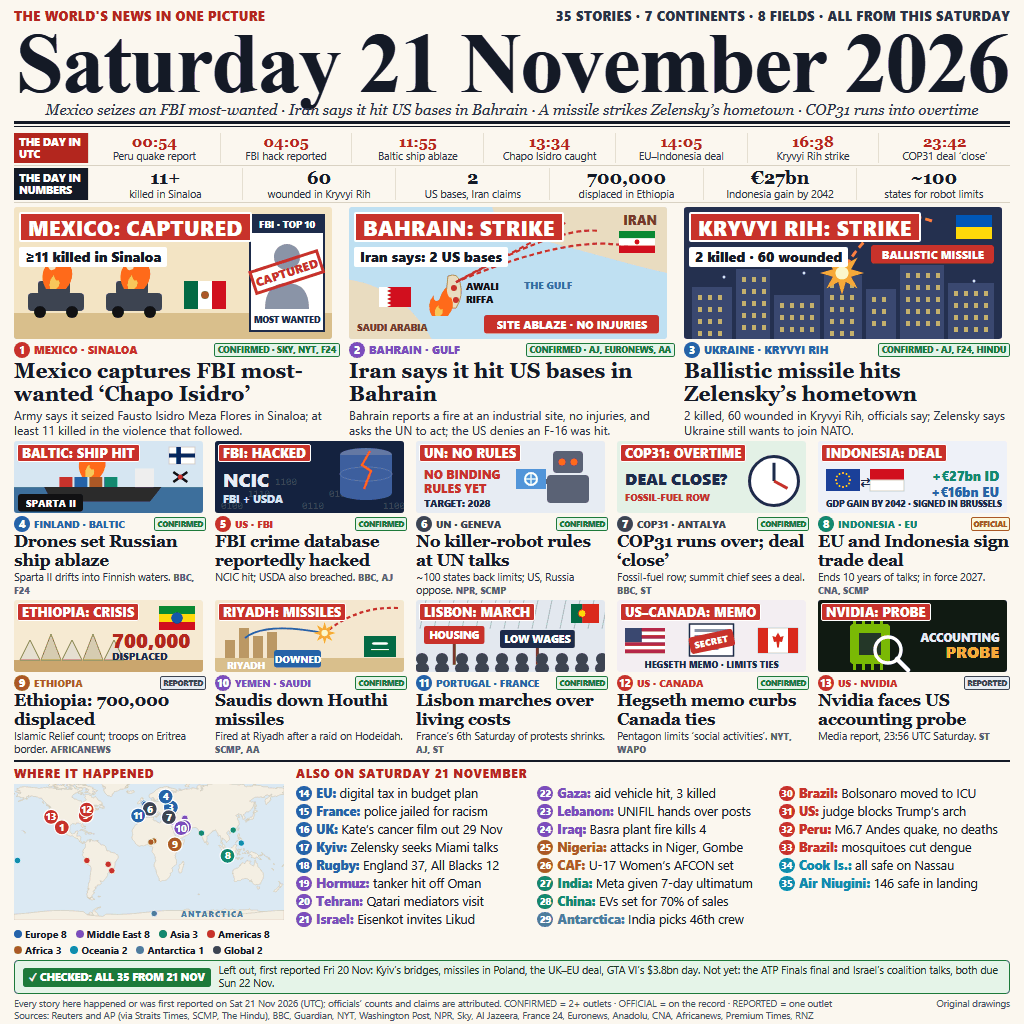 THE WORLD'S NEWS IN ONE PICTURE
35 STORIES · 7 CONTINENTS · 8 FIELDS · ALL FROM THIS SATURDAY
Saturday 21 November 2026
Mexico seizes an FBI most-wanted · Iran says it hit US bases in Bahrain · A missile strikes Zelensky's hometown · COP31 runs into overtime
THE DAY IN UTC
00:54
Peru quake report
04:05
FBI hack reported
11:55
Baltic ship ablaze
13:34
Chapo Isidro caught
14:05
EU–Indonesia deal
16:38
Kryvyi Rih strike
23:42
COP31 deal 'close'
THE DAY IN NUMBERS
11+
killed in Sinaloa
60
wounded in Kryvyi Rih
2
US bases, Iran claims
700,000
displaced in Ethiopia
€27bn
Indonesia gain by 2042
~100
states for robot limits
MEXICO: CAPTURED
≥11 killed in Sinaloa
FBI · TOP 10
CAPTURED
MOST WANTED
BAHRAIN: STRIKE
Iran says: 2 US bases
IRAN
THE GULF
AWALI
RIFFA
SAUDI ARABIA
SITE ABLAZE · NO INJURIES
KRYVYI RIH: STRIKE
2 killed · 60 wounded
BALLISTIC MISSILE
1 MEXICO · SINALOA
CONFIRMED · SKY, NYT, F24
Mexico captures FBI most-
wanted 'Chapo Isidro'
Army says it seized Fausto Isidro Meza Flores in Sinaloa; at
least 11 killed in the violence that followed.
2 BAHRAIN · GULF
CONFIRMED · AJ, EURONEWS, AA
Iran says it hit US bases in
Bahrain
Bahrain reports a fire at an industrial site, no injuries, and
asks the UN to act; the US denies an F-16 was hit.
3 UKRAINE · KRYVYI RIH
CONFIRMED · AJ, F24, HINDU
Ballistic missile hits
Zelensky's hometown
2 killed, 60 wounded in Kryvyi Rih, officials say; Zelensky says
Ukraine still wants to join NATO.
BALTIC: SHIP HIT
SPARTA II
4 FINLAND · BALTIC
CONFIRMED
Drones set Russian
ship ablaze
Sparta II drifts into Finnish waters. BBC,
F24
FBI: HACKED
NCIC
FBI + USDA
5 US · FBI
CONFIRMED
FBI crime database
reportedly hacked
NCIC hit; USDA also breached. BBC, AJ
UN: NO RULES
NO BINDING
RULES YET
TARGET: 2028
6 UN · GENEVA
CONFIRMED
No killer-robot rules
at UN talks
~100 states back limits; US, Russia
oppose. NPR, SCMP
COP31: OVERTIME
DEAL CLOSE?
FOSSIL-FUEL ROW
7 COP31 · ANTALYA
CONFIRMED
COP31 runs over; deal
'close'
Fossil-fuel row; summit chief sees a deal.
BBC, ST
INDONESIA: DEAL
+€27bn ID
+€16bn EU
GDP GAIN BY 2042 · SIGNED IN BRUSSELS
8 INDONESIA · EU
OFFICIAL
EU and Indonesia sign
trade deal
Ends 10 years of talks; in force 2027.
CNA, SCMP
ETHIOPIA: CRISIS
700,000
DISPLACED
9 ETHIOPIA
REPORTED
Ethiopia: 700,000
displaced
Islamic Relief count; troops on Eritrea
border. AFRICANEWS
RIYADH: MISSILES
RIYADH
DOWNED
10 YEMEN · SAUDI
CONFIRMED
Saudis down Houthi
missiles
Fired at Riyadh after a raid on Hodeidah.
SCMP, AA
LISBON: MARCH
HOUSING
LOW WAGES
11 PORTUGAL · FRANCE
CONFIRMED
Lisbon marches over
living costs
France's 6th Saturday of protests shrinks.
AJ, ST
US–CANADA: MEMO
SECRET
HEGSETH MEMO · LIMITS TIES
12 US · CANADA
CONFIRMED
Hegseth memo curbs
Canada ties
Pentagon limits 'social activities'. NYT,
WAPO
NVIDIA: PROBE
ACCOUNTING
PROBE
13 US · NVIDIA
REPORTED
Nvidia faces US
accounting probe
Media report, 23:56 UTC Saturday. ST
WHERE IT HAPPENED
4
3
11
6
7
10
12
13
1
9
8
ANTARCTICA
Europe 8
Middle East 8
Asia 3
Americas 8
Africa 3
Oceania 2
Antarctica 1
Global 2
ALSO ON SATURDAY 21 NOVEMBER
14 EU: digital tax in budget plan
15 France: police jailed for racism
16 UK: Kate's cancer film out 29 Nov
17 Kyiv: Zelensky seeks Miami talks
18 Rugby: England 37, All Blacks 12
19 Hormuz: tanker hit off Oman
20 Tehran: Qatari mediators visit
21 Israel: Eisenkot invites Likud
22 Gaza: aid vehicle hit, 3 killed
23 Lebanon: UNIFIL hands over posts
24 Iraq: Basra plant fire kills 4
25 Nigeria: attacks in Niger, Gombe
26 CAF: U-17 Women's AFCON set
27 India: Meta given 7-day ultimatum
28 China: EVs set for 70% of sales
29 Antarctica: India picks 46th crew
30 Brazil: Bolsonaro moved to ICU
31 US: judge blocks Trump's arch
32 Peru: M6.7 Andes quake, no deaths
33 Brazil: mosquitoes cut dengue
34 Cook Is.: all safe on Nassau
35 Air Niugini: 146 safe in landing
✓ CHECKED: ALL 35 FROM 21 NOV
Left out, first reported Fri 20 Nov: Kyiv's bridges, missiles in Poland, the UK–EU deal, GTA VI's $3.8bn day. Not yet: the ATP Finals final and Israel's coalition talks, both due
Sun 22 Nov.
Every story here happened or was first reported on Sat 21 Nov 2026 (UTC); officials' counts and claims are attributed. CONFIRMED = 2+ outlets · OFFICIAL = on the record · REPORTED = one outlet
Original drawings
Sources: Reuters and AP (via Straits Times, SCMP, The Hindu), BBC, Guardian, NYT, Washington Post, NPR, Sky, Al Jazeera, France 24, Euronews, Anadolu, CNA, Africanews, Premium Times, RNZ